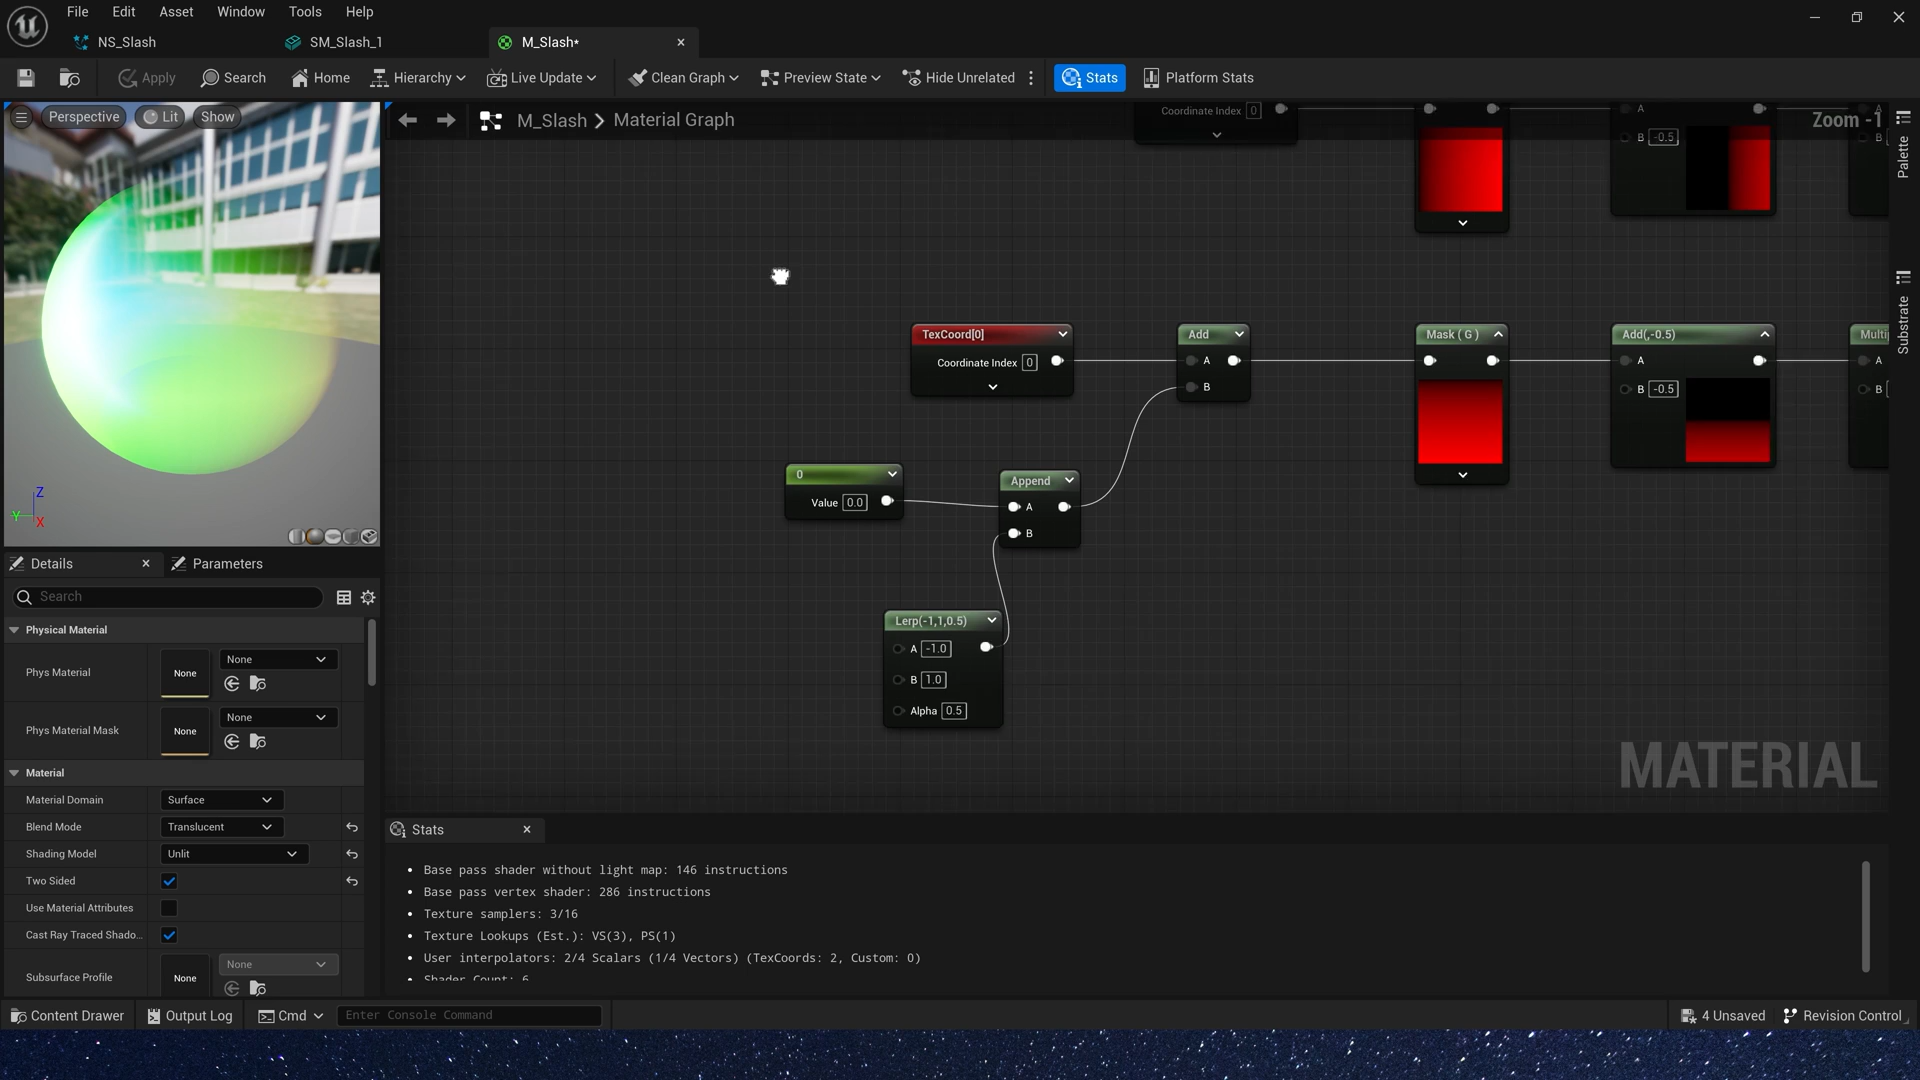 File Edit Asset Window Tools Help
NS_Slash SM_Slash_1 M_Slash*
Apply Search Home Hierarchy Live Update Clean Graph Preview State Hide Unrelated Stats Platform Stats
Perspective Lit Show
M_Slash > Material Graph
Zoom -1
Palette
Substrate
Coordinate Index 0
A
B -0.5
A
B
TexCoord[0]
Coordinate Index 0
Add
A
B
Mask ( G )
Add(,-0.5)
A
B -0.5
A
B
0
Value 0.0
Append
A
B
Lerp(-1,1,0.5)
A -1.0
B 1.0
Alpha 0.5
MATERIAL
Z
Y
X
Details Parameters
Search
Physical Material
Phys Material None None
Phys Material Mask None None
Material
Material Domain Surface
Blend Mode Translucent
Shading Model Unlit
Two Sided
Use Material Attributes
Cast Ray Traced Shado...
Subsurface Profile None None
Stats
• Base pass shader without light map: 146 instructions
• Base pass vertex shader: 286 instructions
• Texture samplers: 3/16
• Texture Lookups (Est.): VS(3), PS(1)
• User interpolators: 2/4 Scalars (1/4 Vectors) (TexCoords: 2, Custom: 0)
• Shader Count: 6
Content Drawer Output Log Cmd Enter Console Command 4 Unsaved Revision Control